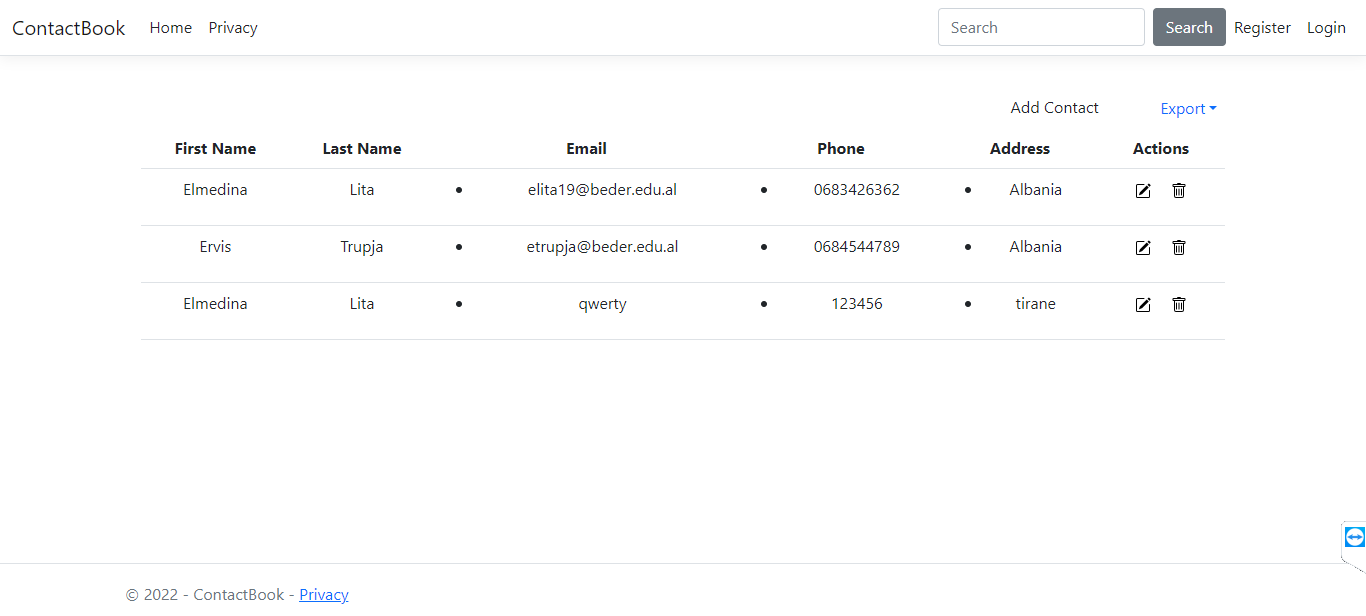 ContactBook Home Privacy Search Search Register Login
Add Contact Export
First Name Last Name Email Phone Address Actions
Elmedina Lita • elita19@beder.edu.al • 0683426362 • Albania
Ervis Trupja • etrupja@beder.edu.al • 0684544789 • Albania
Elmedina Lita • qwerty • 123456 • tirane
© 2022 - ContactBook - Privacy